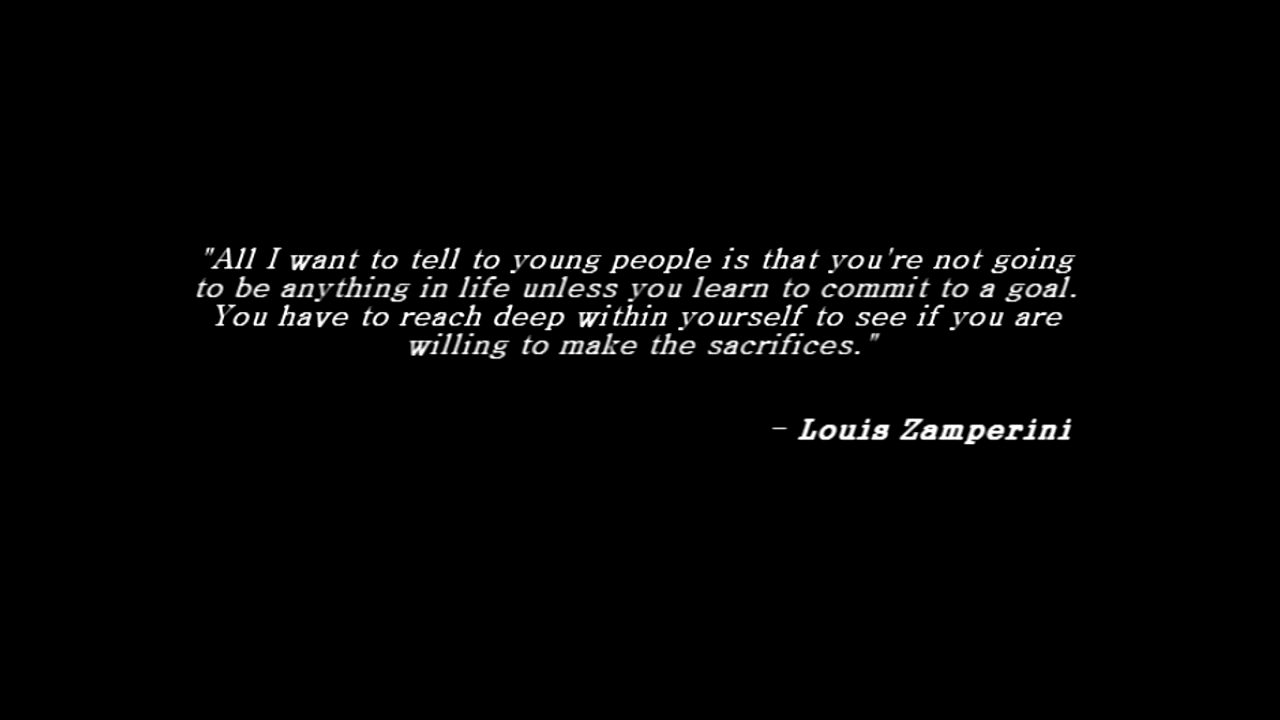 "All I want to tell to young people is that you're not going
to be anything in life unless you learn to commit to a goal.
You have to reach deep within yourself to see if you are
willing to make the sacrifices."
- Louis Zamperini